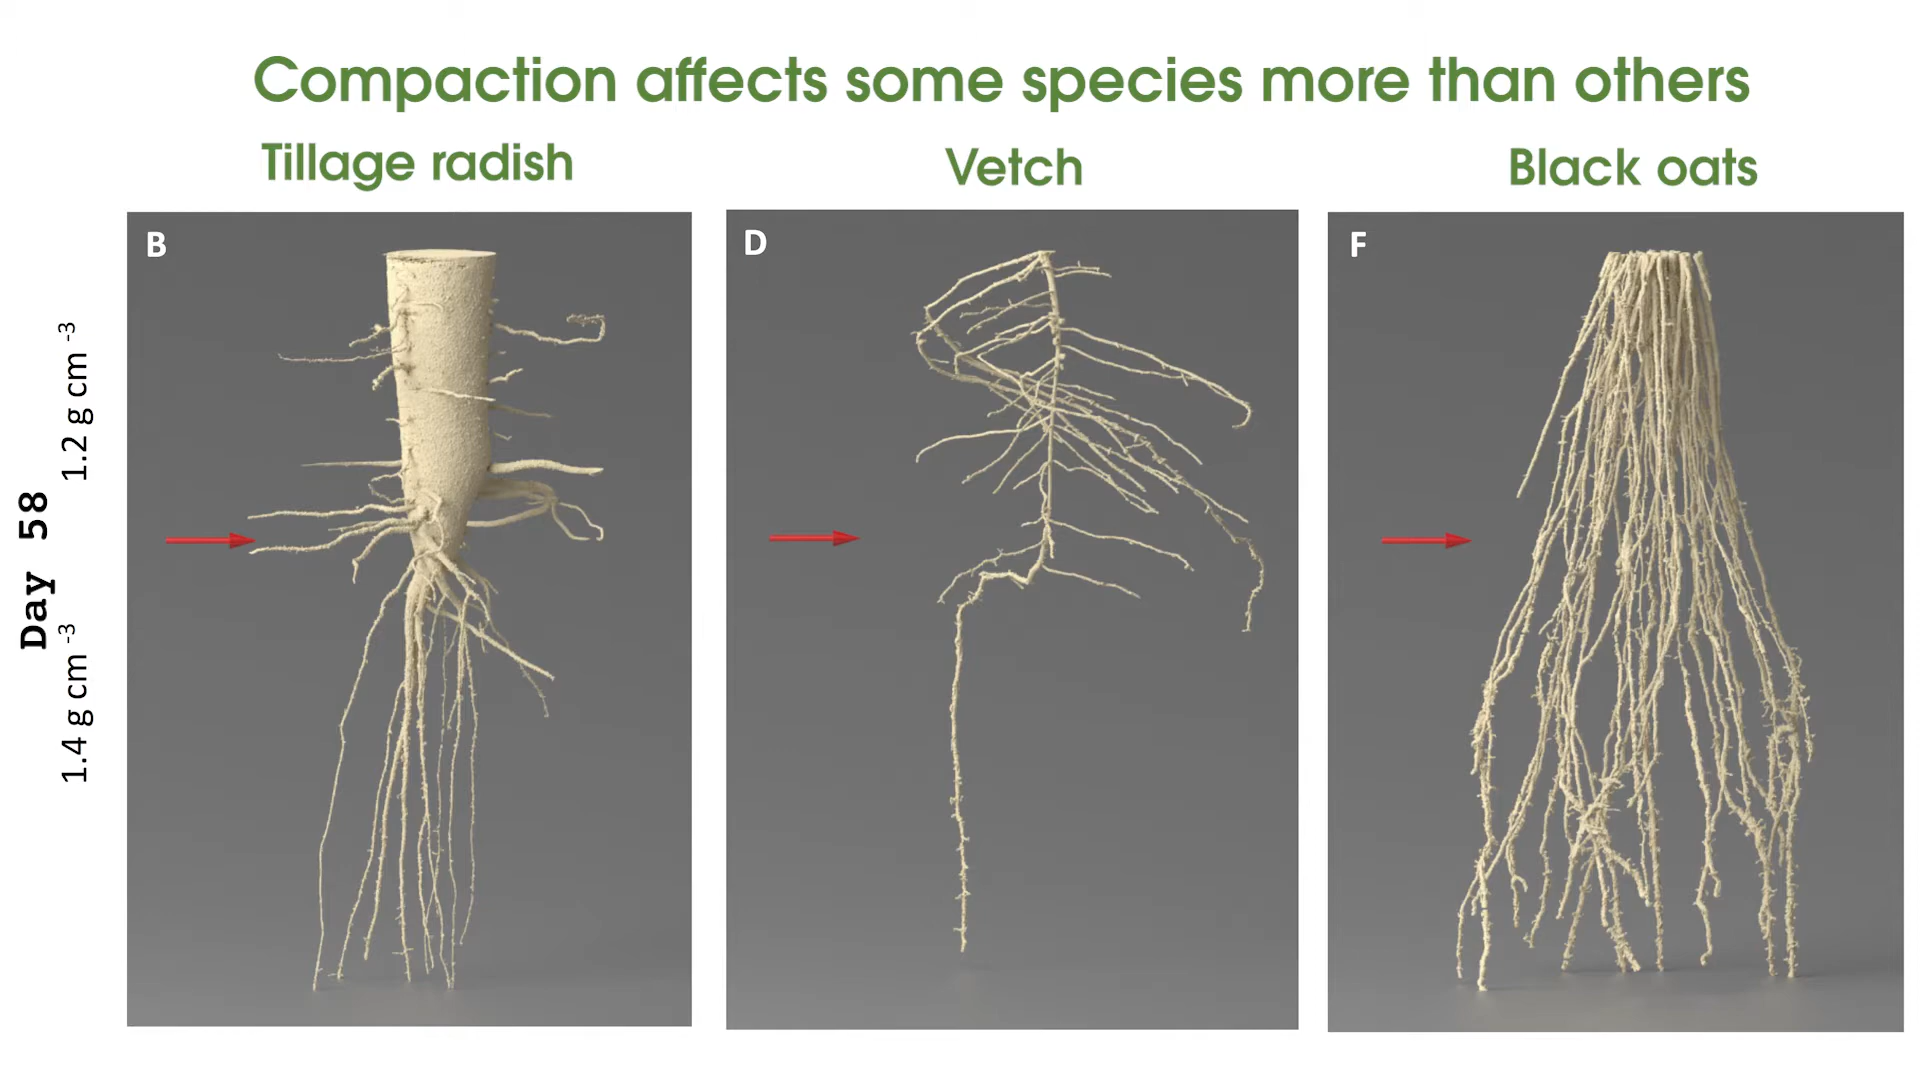 Compaction affects some species more than others
Tillage radish
Vetch
Black oats
B
D
F
Day 58
1.2 g cm -3
1.4 g cm -3